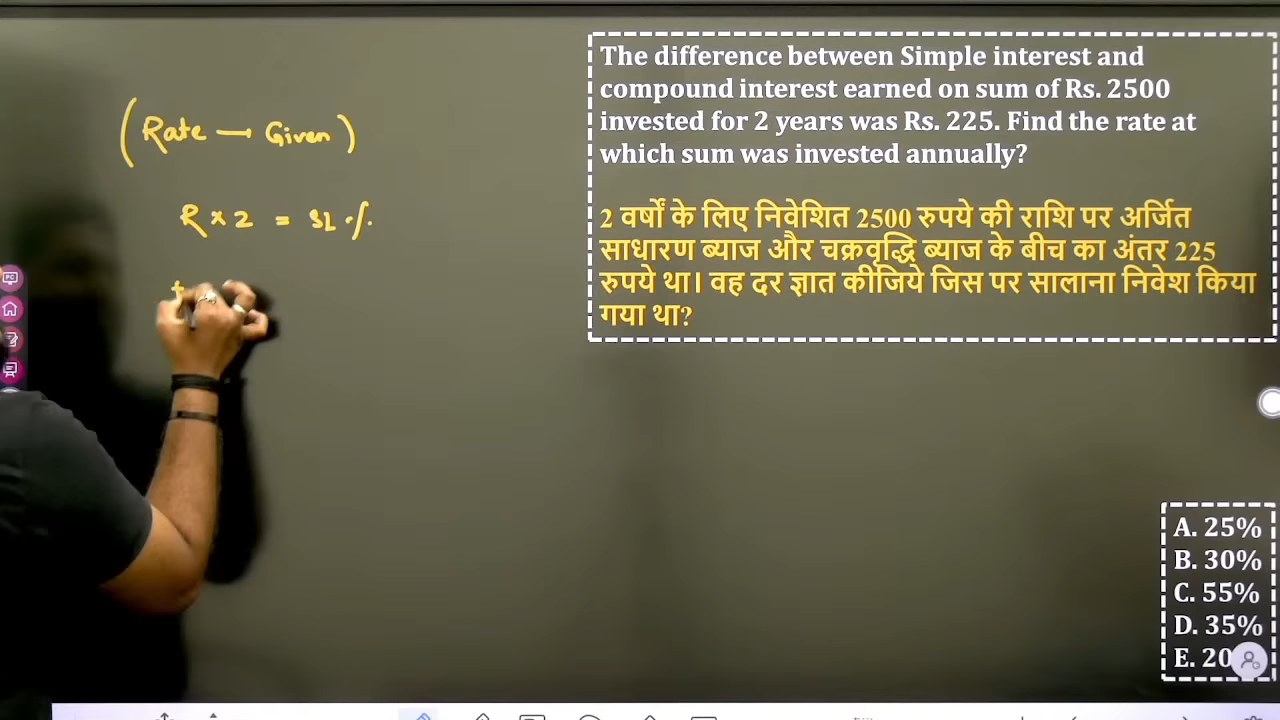 (Rate → Given)
R × 2 = SI %
The difference between Simple interest and
compound interest earned on sum of Rs. 2500
invested for 2 years was Rs. 225. Find the rate at
which sum was invested annually?
2 वर्षों के लिए निवेशित 2500 रुपये की राशि पर अर्जित
साधारण ब्याज और चक्रवृद्धि ब्याज के बीच का अंतर 225
रुपये था। वह दर ज्ञात कीजिये जिस पर सालाना निवेश किया
गया था?
A. 25%
B. 30%
C. 55%
D. 35%
E. 20